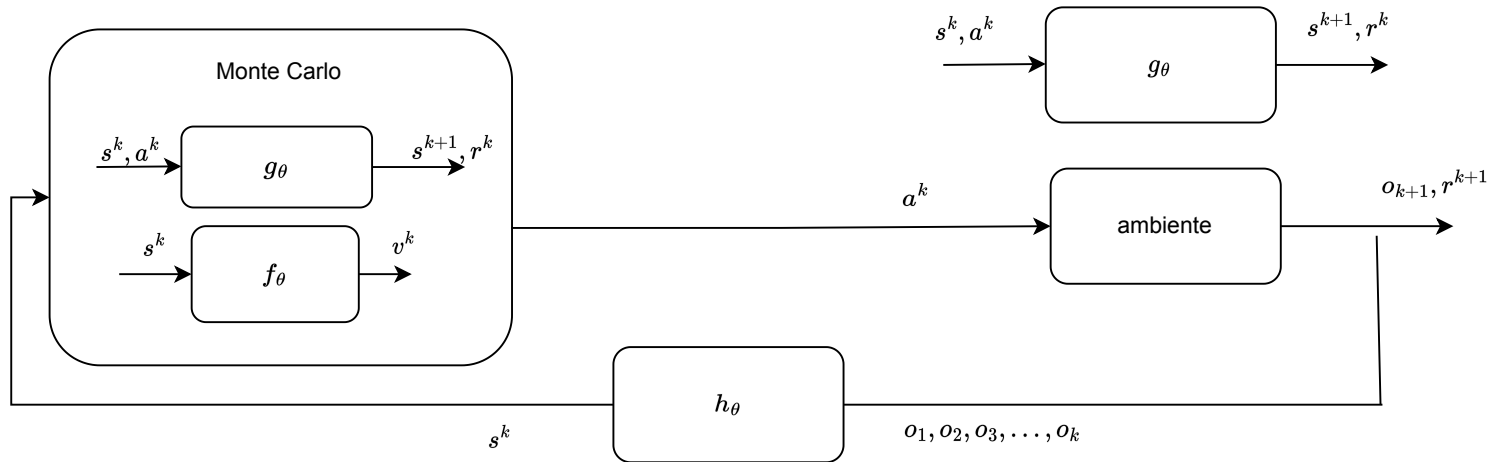 Monte Carlo
s^k, a^k
g_θ
s^{k+1}, r^k
s^k
f_θ
v^k
s^k, a^k
g_θ
s^{k+1}, r^k
a^k
ambiente
o_{k+1}, r^{k+1}
h_θ
s^k
o_1, o_2, o_3, ..., o_k